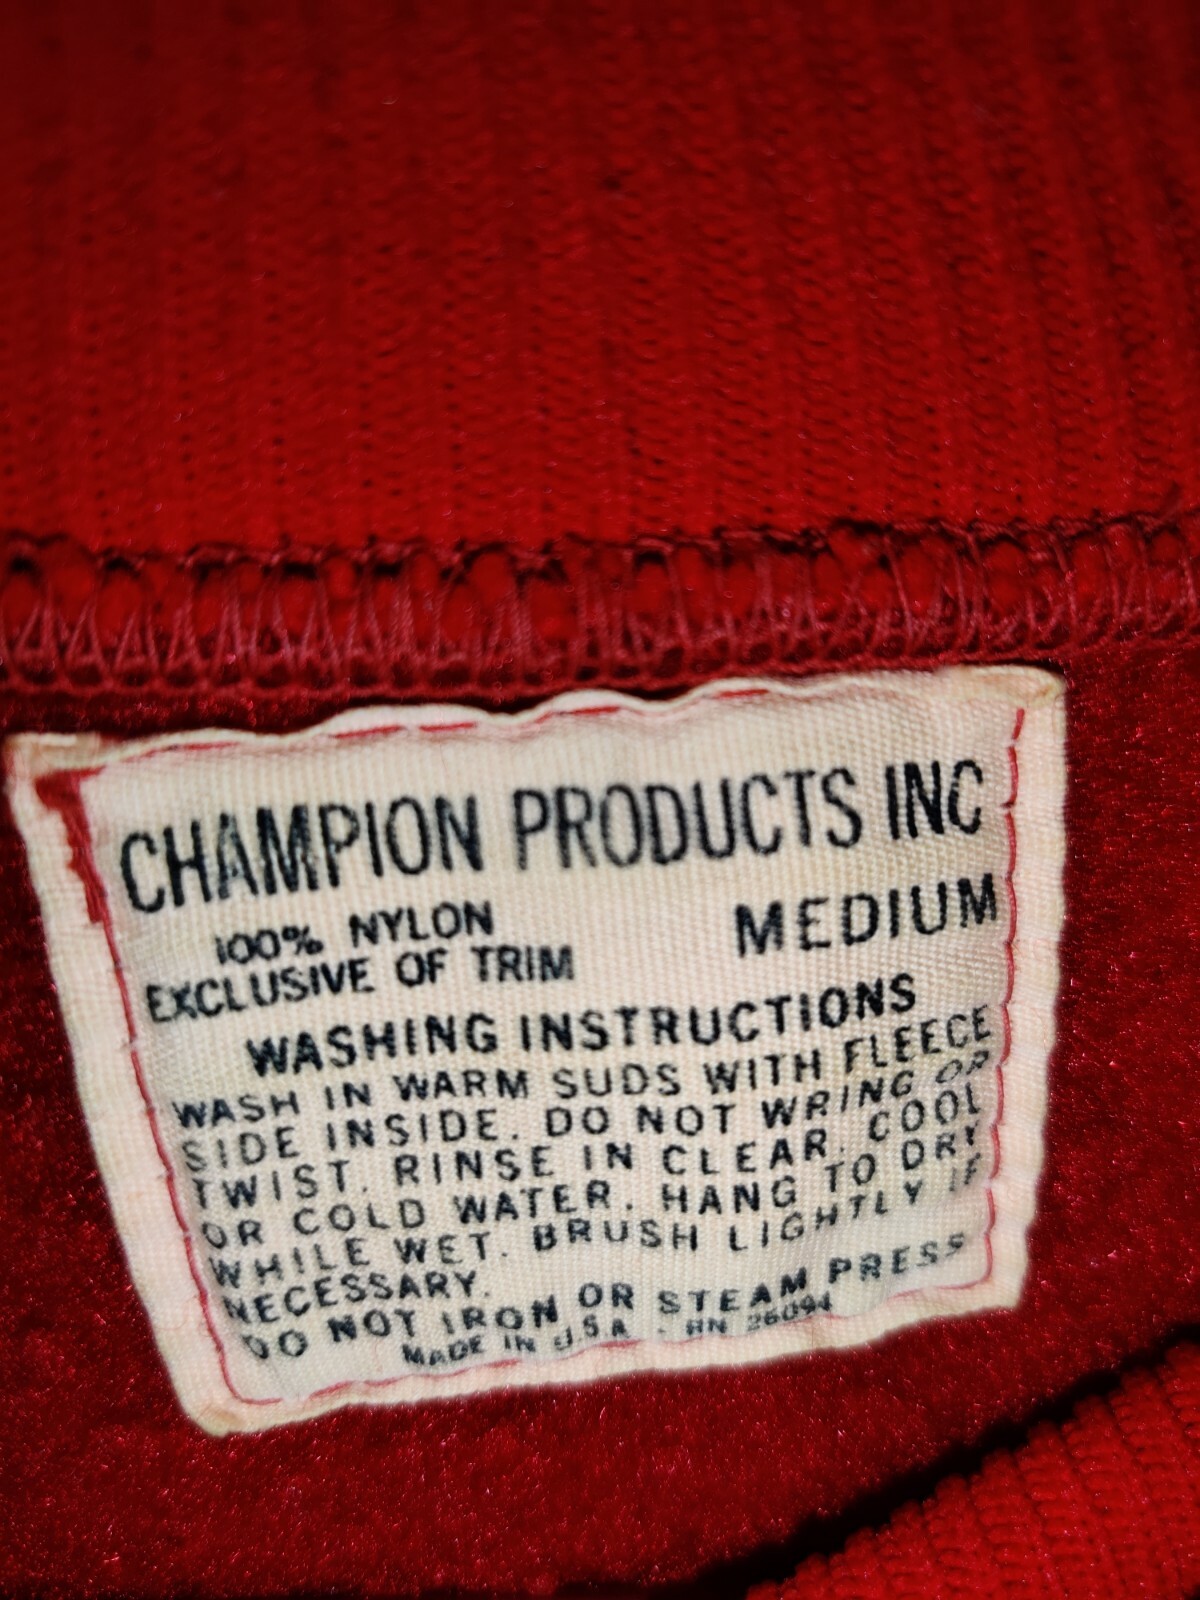 CHAMPION PRODUCTS INC
100% NYLON
EXCLUSIVE OF TRIM
MEDIUM
WASHING INSTRUCTIONS
WASH IN WARM SUDS WITH FLEECE
SIDE INSIDE. DO NOT WRING OR
TWIST. RINSE IN CLEAR. COOL
OR COLD WATER. HANG TO DRY
WHILE WET. BRUSH LIGHTLY IF
NECESSARY.
DO NOT IRON OR STEAM PRESS
MADE IN U.S.A. RN 26094